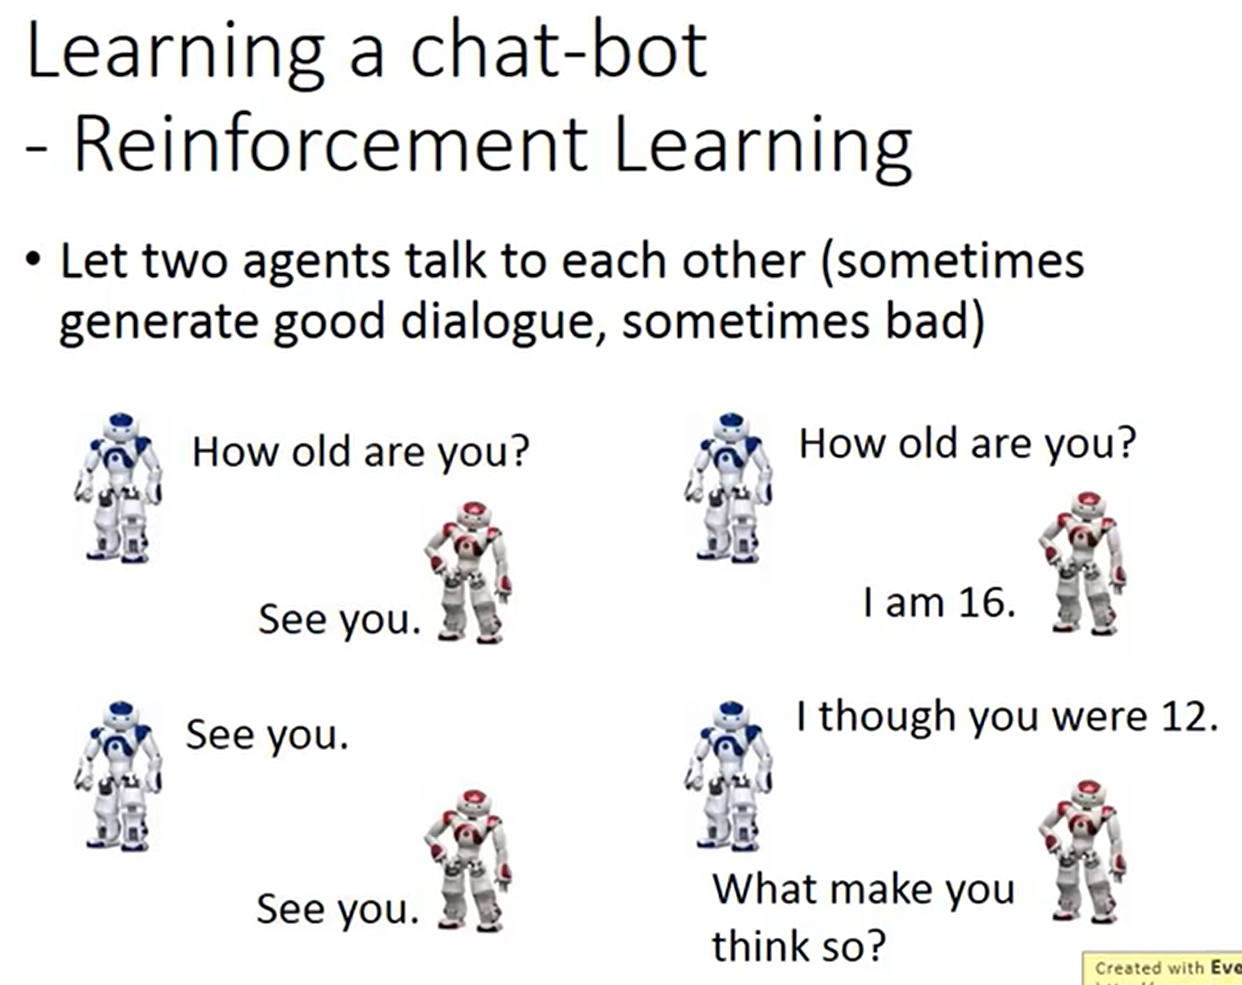 Learning a chat-bot
- Reinforcement Learning
• Let two agents talk to each other (sometimes
generate good dialogue, sometimes bad)
How old are you?
See you.
See you.
See you.
How old are you?
I am 16.
I though you were 12.
What make you
think so?
Created with